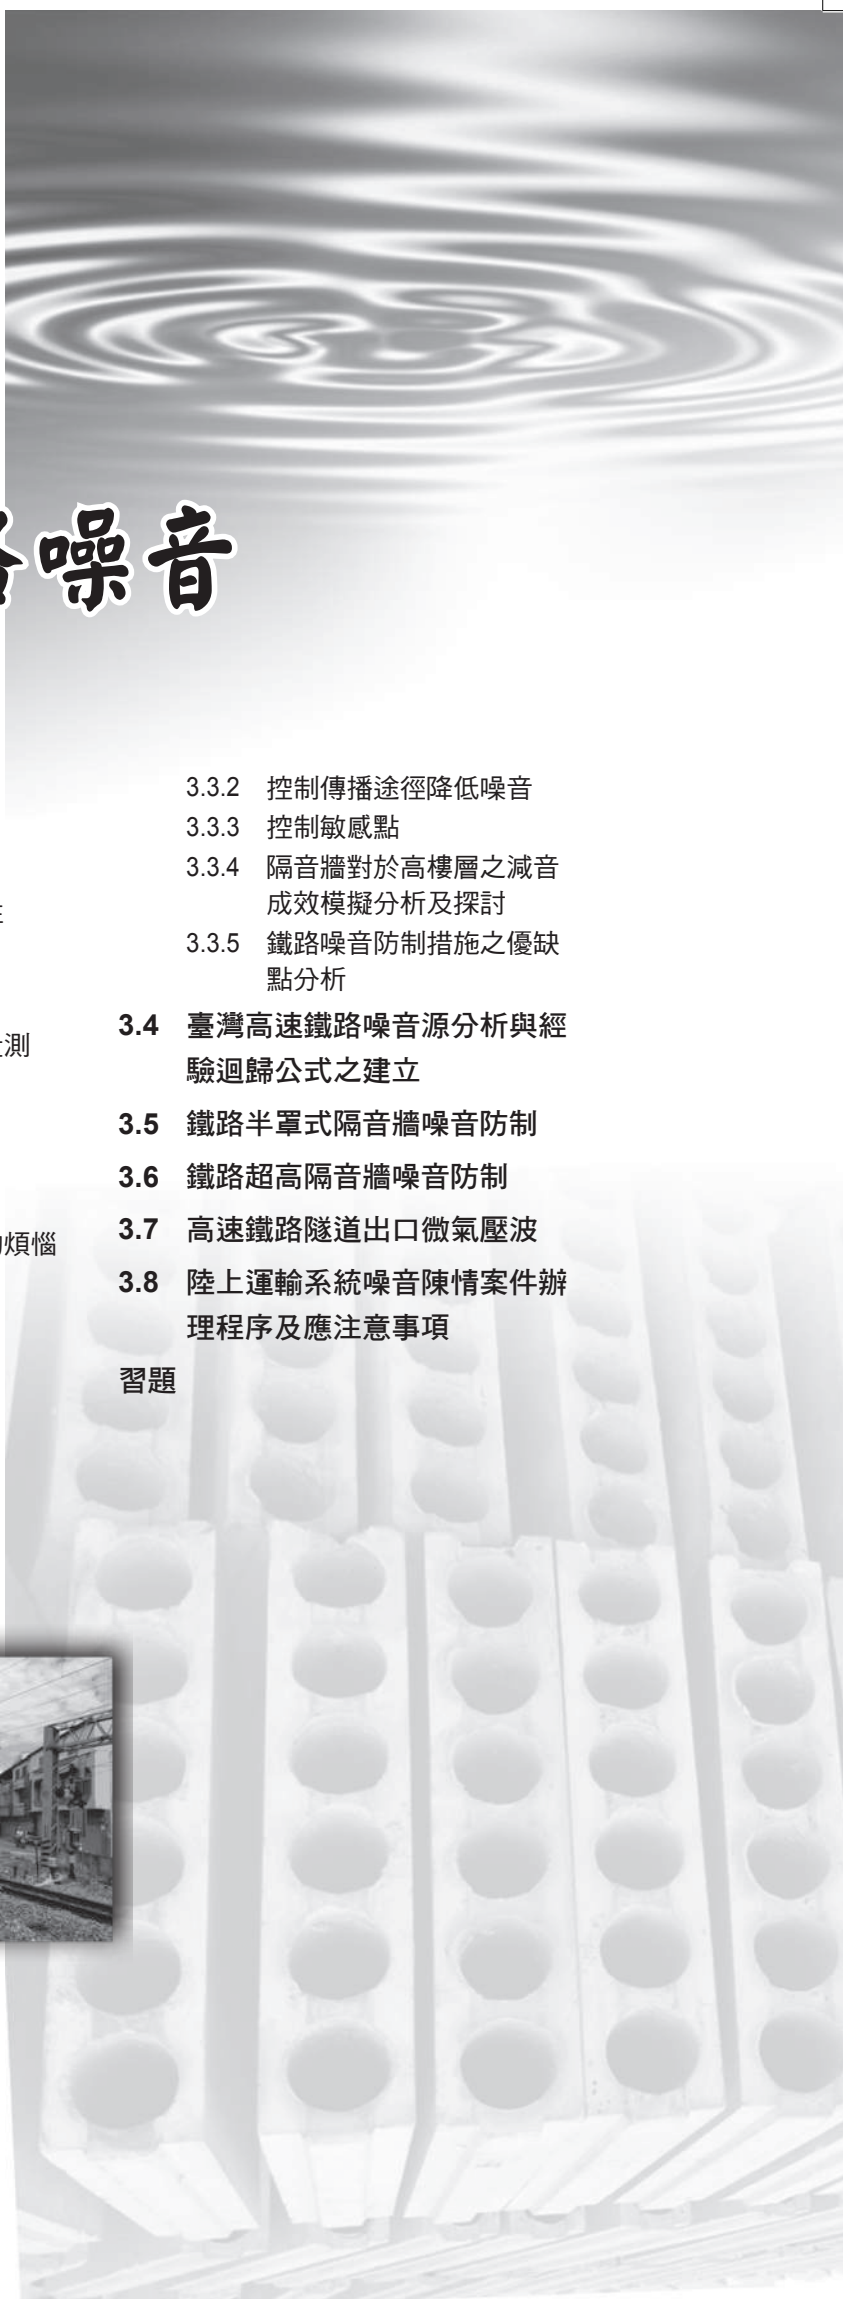 噪音
測
煩惱
3.3.2 控制傳播途徑降低噪音
3.3.3 控制敏感點
3.3.4 隔音牆對於高樓層之減音
成效模擬分析及探討
3.3.5 鐵路噪音防制措施之優缺
點分析
3.4 臺灣高速鐵路噪音源分析與經
驗迴歸公式之建立
3.5 鐵路半罩式隔音牆噪音防制
3.6 鐵路超高隔音牆噪音防制
3.7 高速鐵路隧道出口微氣壓波
3.8 陸上運輸系統噪音陳情案件辦
理程序及應注意事項
習題